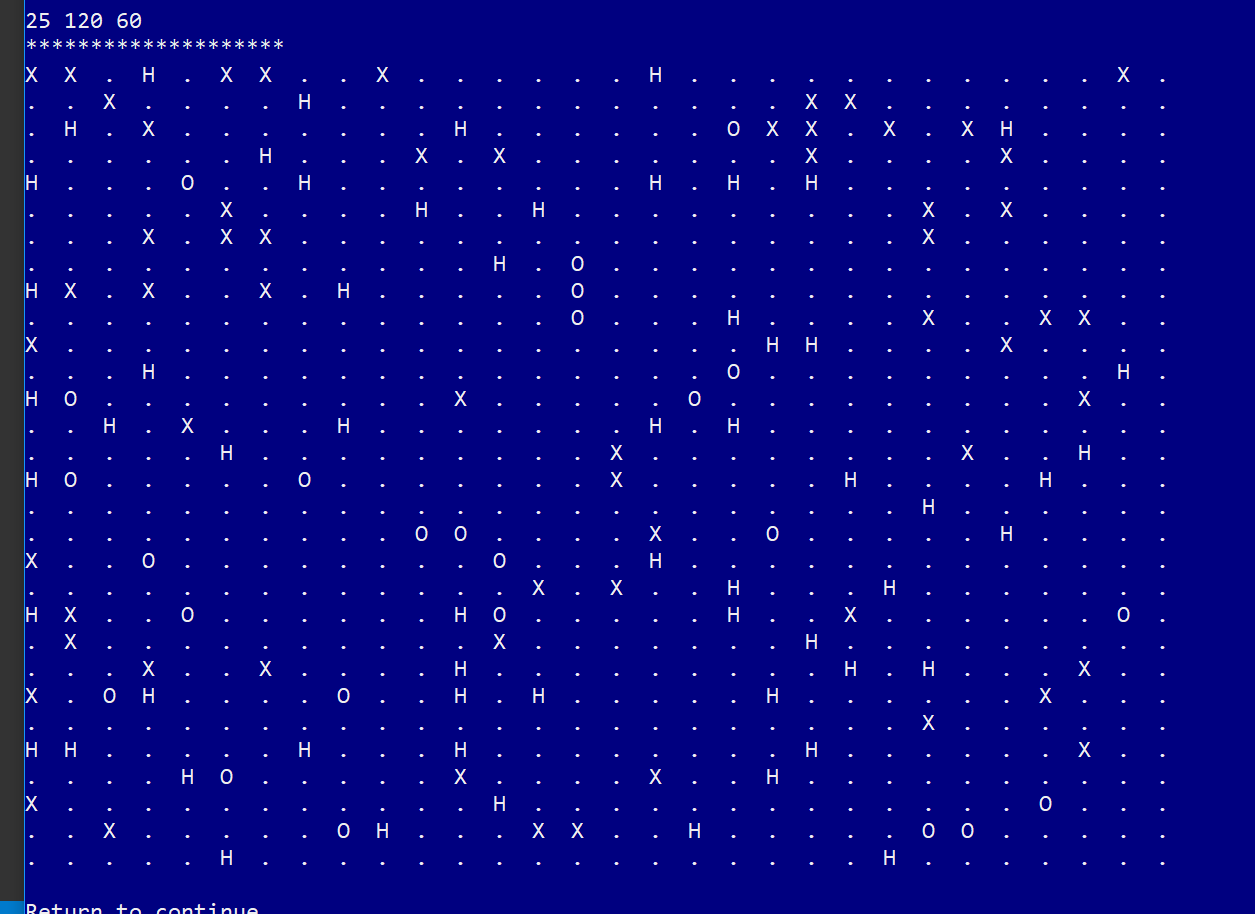 25 120 60
********************
X  X  .  H  .  X  X  .  .  X  .  .  .  .  .  .  H  .  .  .  .  .  .  .  .  .  .  .  X  .
.  .  X  .  .  .  .  H  .  .  .  .  .  .  .  .  .  .  .  .  X  X  .  .  .  .  .  .  .  .
.  H  .  X  .  .  .  .  .  .  .  H  .  .  .  .  .  .  O  X  X  .  X  .  X  H  .  .  .  .
.  .  .  .  .  .  H  .  .  .  X  .  X  .  .  .  .  .  .  .  X  .  .  .  .  X  .  .  .  .
H  .  .  .  O  .  .  H  .  .  .  .  .  .  .  .  H  .  H  .  H  .  .  .  .  .  .  .  .  .
.  .  .  .  .  X  .  .  .  .  H  .  .  H  .  .  .  .  .  .  .  .  .  X  .  X  .  .  .  .
.  .  .  X  .  X  X  .  .  .  .  .  .  .  .  .  .  .  .  .  .  .  .  X  .  .  .  .  .  .
.  .  .  .  .  .  .  .  .  .  .  .  H  .  O  .  .  .  .  .  .  .  .  .  .  .  .  .  .  .
H  X  .  X  .  .  X  .  H  .  .  .  .  .  O  .  .  .  .  .  .  .  .  .  .  .  .  .  .  .
.  .  .  .  .  .  .  .  .  .  .  .  .  .  O  .  .  .  H  .  .  .  .  X  .  .  X  X  .  .
X  .  .  .  .  .  .  .  .  .  .  .  .  .  .  .  .  .  .  H  H  .  .  .  .  X  .  .  .  .
.  .  .  H  .  .  .  .  .  .  .  .  .  .  .  .  .  .  O  .  .  .  .  .  .  .  .  .  H  .
H  O  .  .  .  .  .  .  .  .  .  X  .  .  .  .  .  O  .  .  .  .  .  .  .  .  .  X  .  .
.  .  H  .  X  .  .  .  H  .  .  .  .  .  .  .  H  .  H  .  .  .  .  .  .  .  .  .  .  .
.  .  .  .  .  H  .  .  .  .  .  .  .  .  .  X  .  .  .  .  .  .  .  .  X  .  .  H  .  .
H  O  .  .  .  .  .  O  .  .  .  .  .  .  .  X  .  .  .  .  .  H  .  .  .  .  H  .  .  .
.  .  .  .  .  .  .  .  .  .  .  .  .  .  .  .  .  .  .  .  .  .  .  H  .  .  .  .  .  .
.  .  .  .  .  .  .  .  .  .  O  O  .  .  .  .  X  .  .  O  .  .  .  .  .  H  .  .  .  .
X  .  .  O  .  .  .  .  .  .  .  .  O  .  .  .  H  .  .  .  .  .  .  .  .  .  .  .  .  .
.  .  .  .  .  .  .  .  .  .  .  .  .  X  .  X  .  .  H  .  .  .  H  .  .  .  .  .  .  .
H  X  .  .  O  .  .  .  .  .  .  H  O  .  .  .  .  .  H  .  .  X  .  .  .  .  .  .  O  .
.  X  .  .  .  .  .  .  .  .  .  .  X  .  .  .  .  .  .  .  H  .  .  .  .  .  .  .  .  .
.  .  .  X  .  .  X  .  .  .  .  H  .  .  .  .  .  .  .  .  .  H  .  H  .  .  .  X  .  .
X  .  O  H  .  .  .  .  O  .  .  H  .  H  .  .  .  .  .  H  .  .  .  .  .  .  X  .  .  .
.  .  .  .  .  .  .  .  .  .  .  .  .  .  .  .  .  .  .  .  .  .  .  X  .  .  .  .  .  .
H  H  .  .  .  .  .  H  .  .  .  H  .  .  .  .  .  .  .  .  H  .  .  .  .  .  .  X  .  .
.  .  .  .  H  O  .  .  .  .  .  X  .  .  .  .  X  .  .  H  .  .  .  .  .  .  .  .  .  .
X  .  .  .  .  .  .  .  .  .  .  .  H  .  .  .  .  .  .  .  .  .  .  .  .  .  O  .  .  .
.  .  X  .  .  .  .  .  O  H  .  .  .  X  X  .  .  H  .  .  .  .  .  O  O  .  .  .  .  .
.  .  .  .  .  H  .  .  .  .  .  .  .  .  .  .  .  .  .  .  .  .  H  .  .  .  .  .  .  .
Return to continue